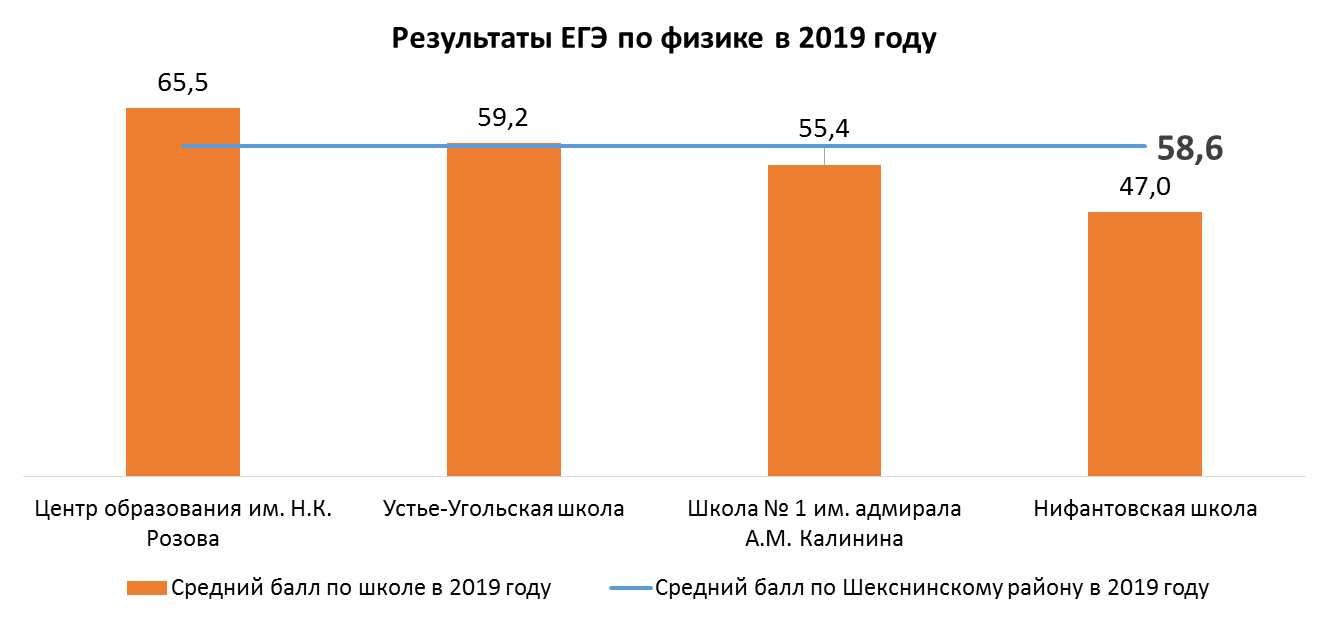 Результаты ЕГЭ по физике в 2019 году
65,5
59,2
55,4
47,0
58,6
Центр образования им. Н.К.
Розова
Устье-Угольская школа
Школа № 1 им. адмирала
А.М. Калинина
Нифантовская школа
Средний балл по школе в 2019 году
Средний балл по Шекснинскому району в 2019 году